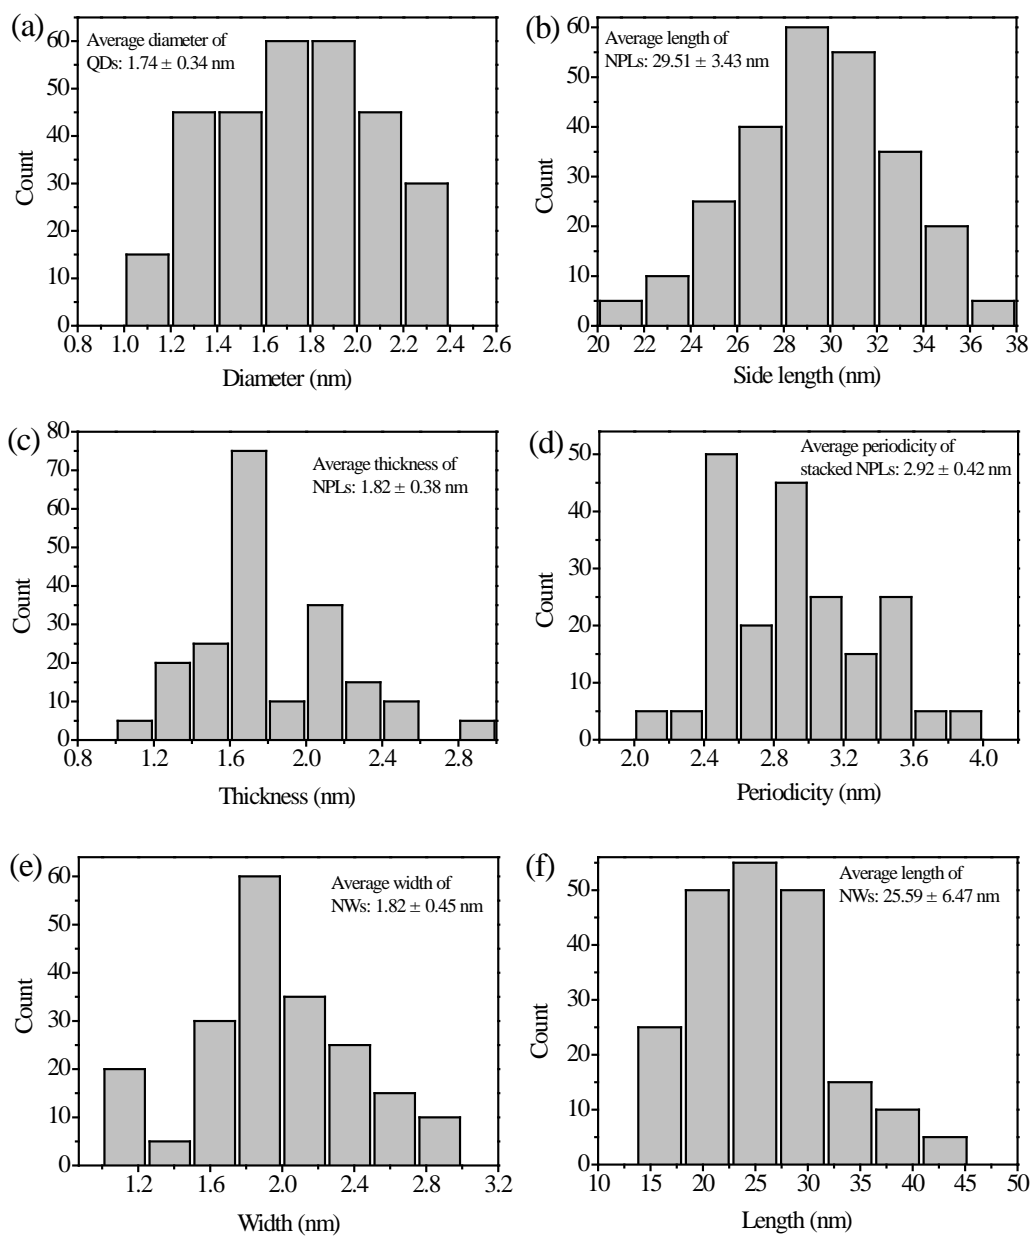 (a)
Average diameter of
QDs: 1.74 ± 0.34 nm
60
50
40
30
20
10
0
Count
0.8 1.0 1.2 1.4 1.6 1.8 2.0 2.2 2.4 2.6
Diameter (nm)
(b)
Average length of
NPLs: 29.51 ± 3.43 nm
60
50
40
30
20
10
0
Count
20 22 24 26 28 30 32 34 36 38
Side length (nm)
(c)
Average thickness of
NPLs: 1.82 ± 0.38 nm
80
70
60
50
40
30
20
10
0
Count
0.8 1.2 1.6 2.0 2.4 2.8
Thickness (nm)
(d)
Average periodicity of
stacked NPLs: 2.92 ± 0.42 nm
50
40
30
20
10
0
Count
2.0 2.4 2.8 3.2 3.6 4.0
Periodicity (nm)
(e)
Average width of
NWs: 1.82 ± 0.45 nm
60
50
40
30
20
10
0
Count
1.2 1.6 2.0 2.4 2.8 3.2
Width (nm)
(f)
Average length of
NWs: 25.59 ± 6.47 nm
50
40
30
20
10
0
Count
10 15 20 25 30 35 40 45 50
Length (nm)